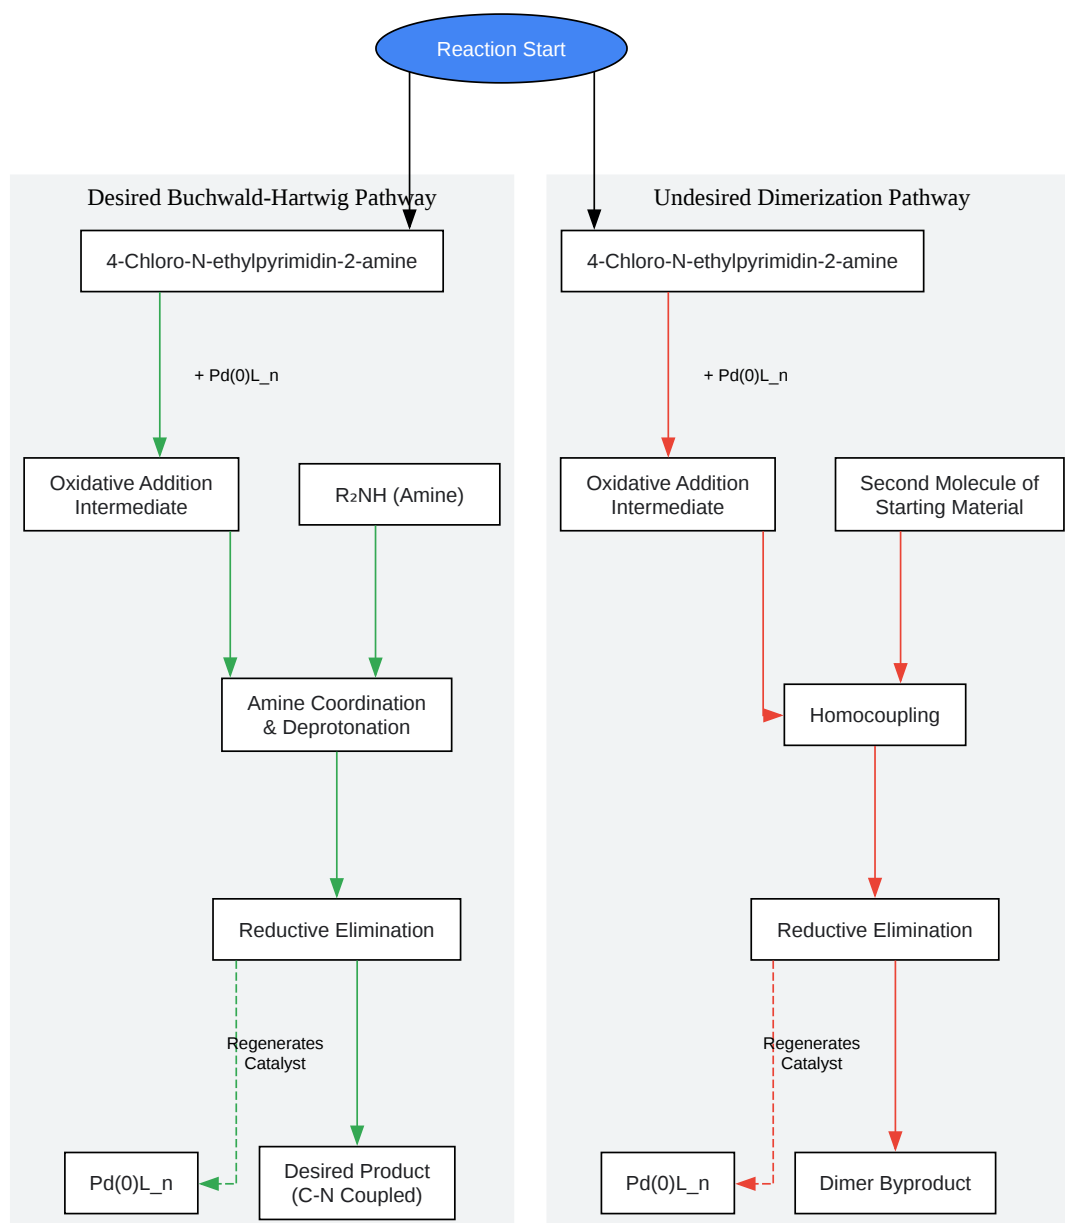 Reaction Start
Desired Buchwald-Hartwig Pathway
4-Chloro-N-ethylpyrimidin-2-amine
+ Pd(0)L_n
Oxidative Addition
Intermediate
R₂NH (Amine)
Amine Coordination
& Deprotonation
Reductive Elimination
Regenerates
Catalyst
Pd(0)L_n
Desired Product
(C-N Coupled)
Undesired Dimerization Pathway
4-Chloro-N-ethylpyrimidin-2-amine
+ Pd(0)L_n
Oxidative Addition
Intermediate
Second Molecule of
Starting Material
Homocoupling
Reductive Elimination
Regenerates
Catalyst
Pd(0)L_n
Dimer Byproduct